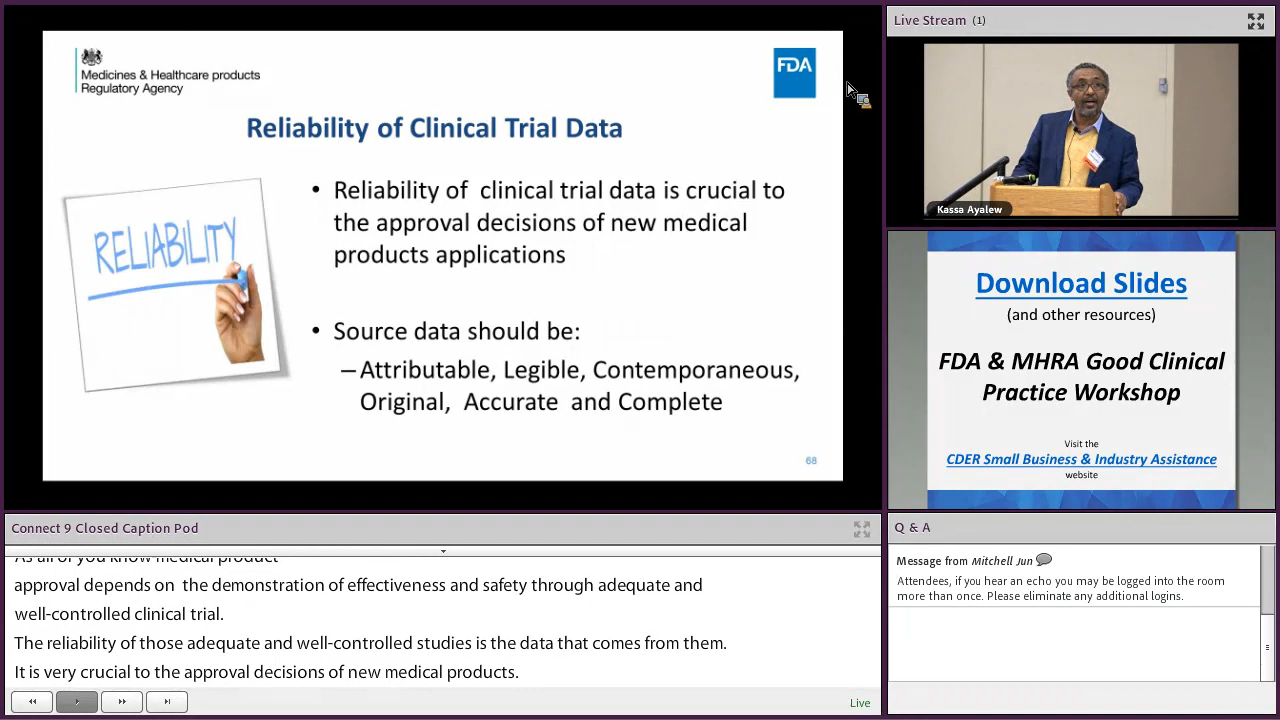 Medicines & Healthcare products
Regulatory Agency
FDA
Reliability of Clinical Trial Data
RELIABILITY
• Reliability of clinical trial data is crucial to
the approval decisions of new medical
products applications
• Source data should be:
– Attributable, Legible, Contemporaneous,
Original, Accurate and Complete
68
Live Stream (1)
Kassa Ayalew
Download Slides
(and other resources)
FDA & MHRA Good Clinical
Practice Workshop
Visit the
CDER Small Business & Industry Assistance
website
Connect 9 Closed Caption Pod
As all of you know medical product
approval depends on the demonstration of effectiveness and safety through adequate and
well-controlled clinical trial.
The reliability of those adequate and well-controlled studies is the data that comes from them.
It is very crucial to the approval decisions of new medical products.
Live
Q & A
Message from Mitchell Jun
Attendees, if you hear an echo you may be logged into the room
more than once. Please eliminate any additional logins.